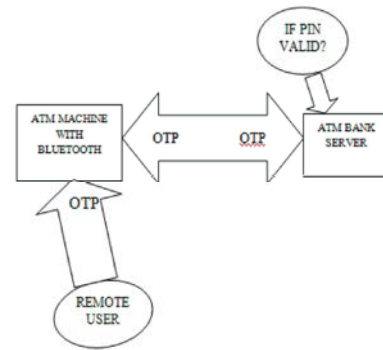 IF PIN
VALID?
ATM MACHINE
WITH
BLUETOOTH
OTP
OTP
ATM BANK
SERVER
OTP
REMOTE
USER